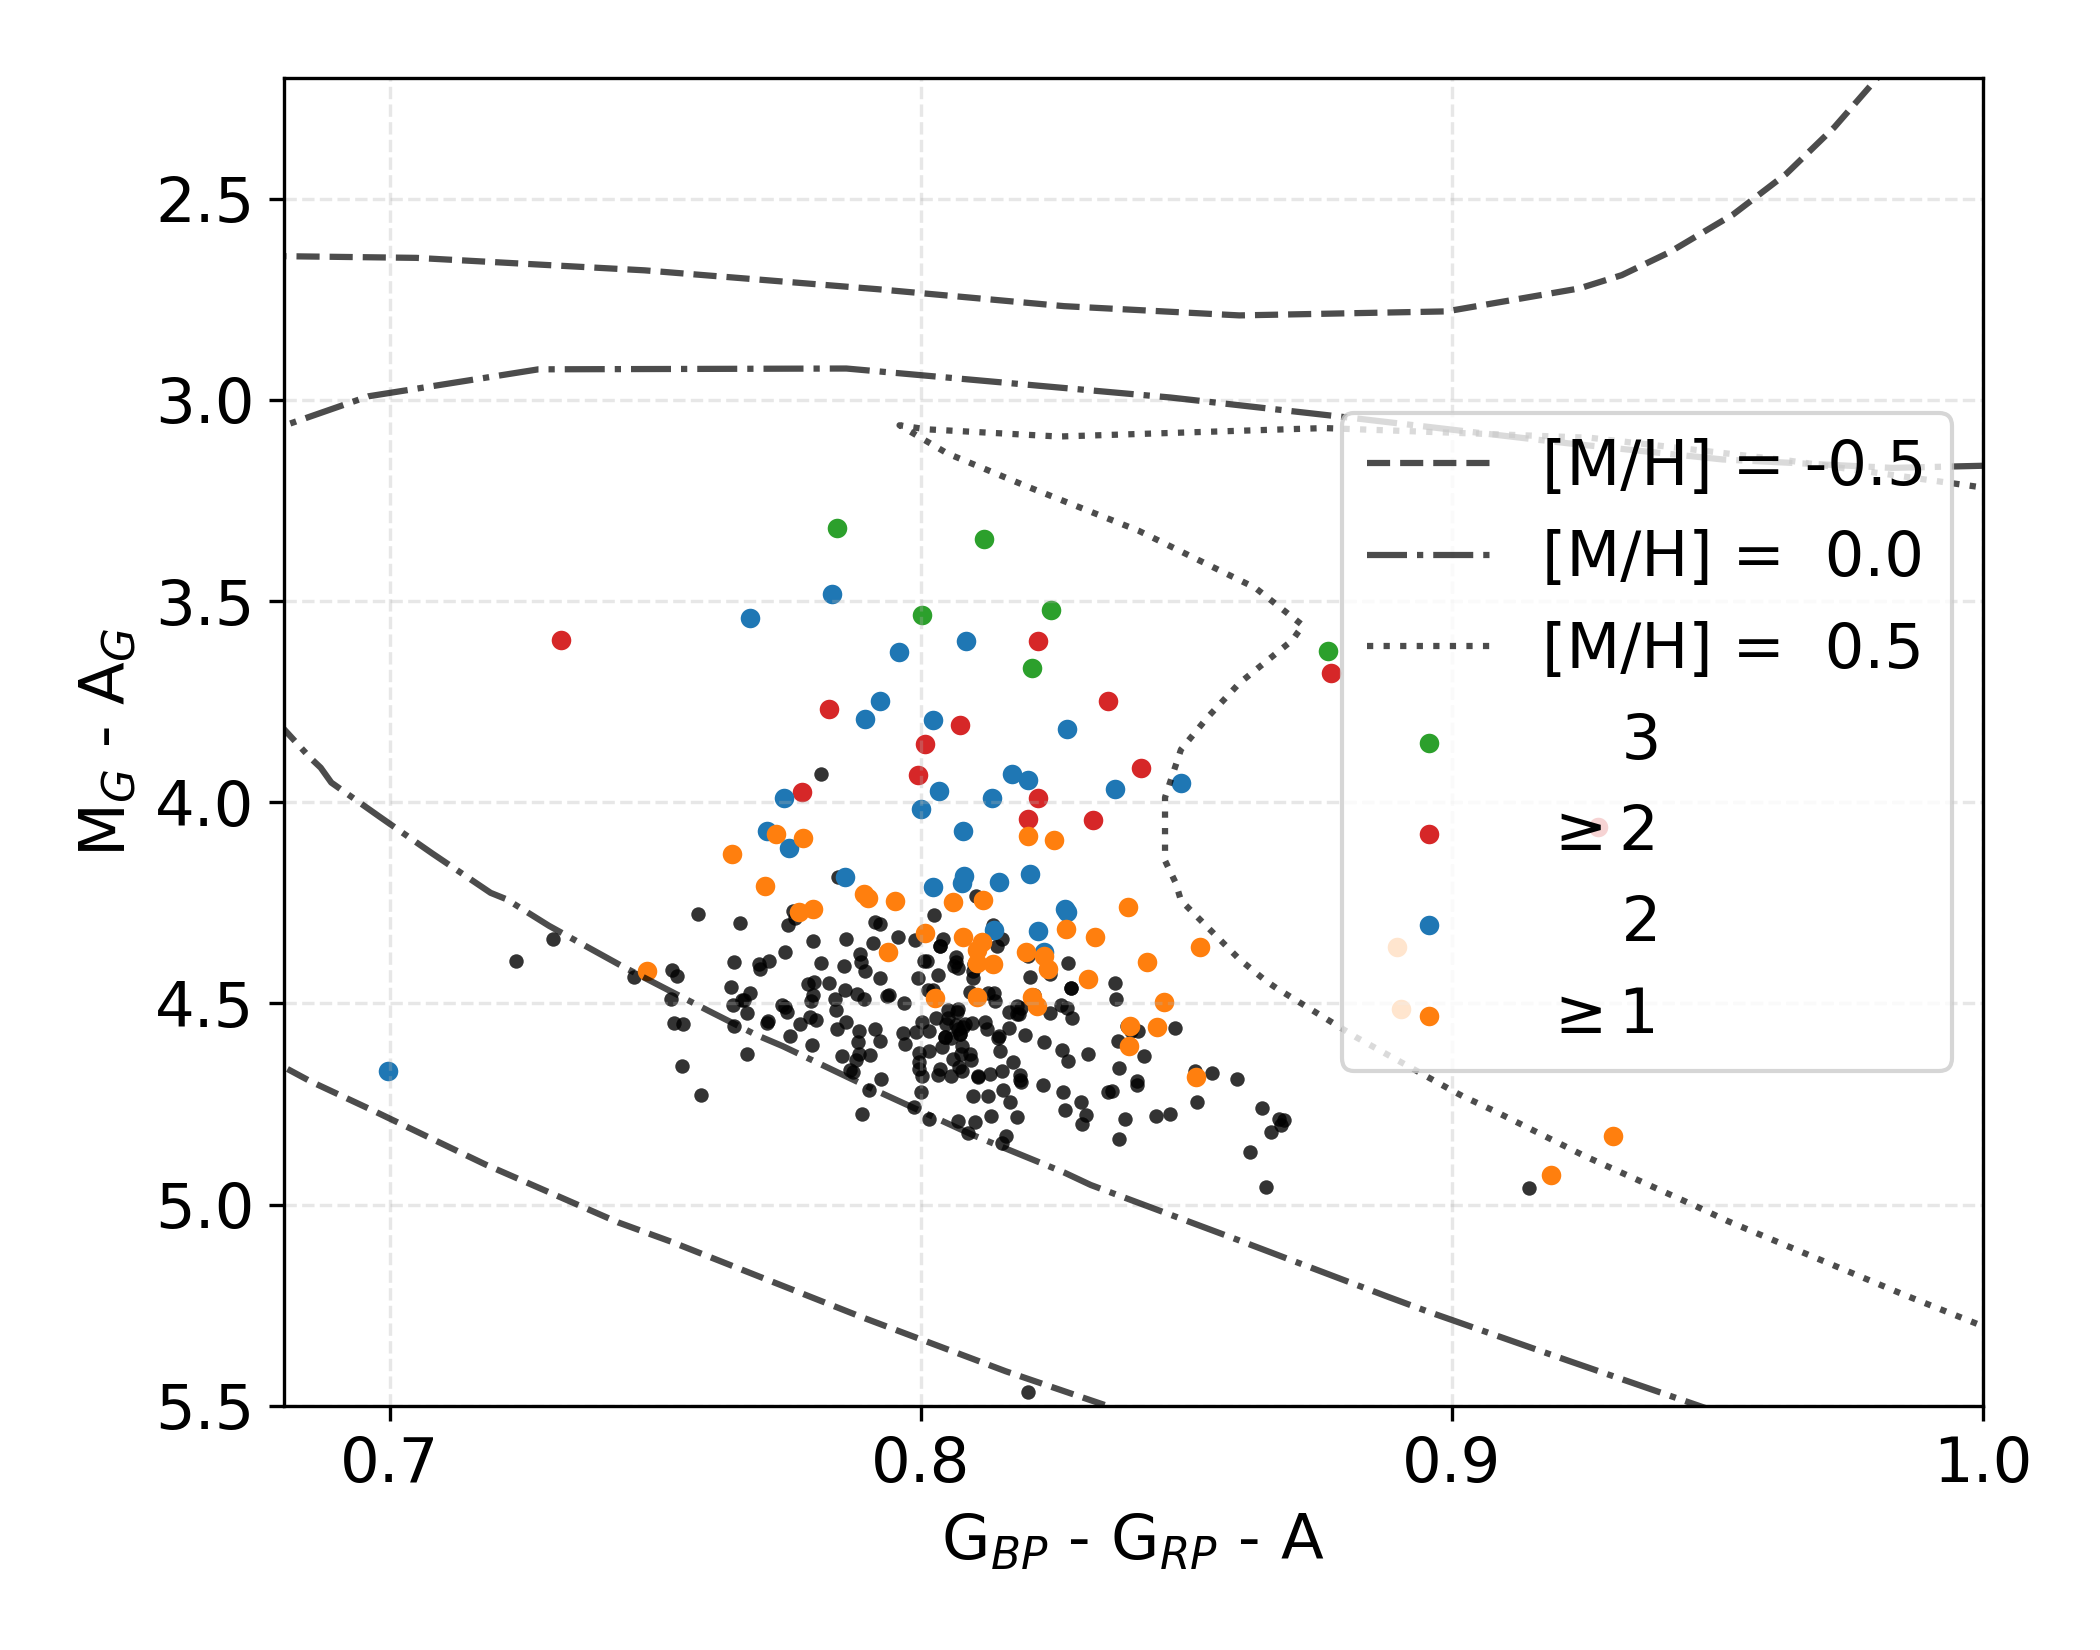 2.5
3.0
3.5
4.0
4.5
5.0
5.5
0.7 0.8 0.9 1.0
M_G - A_G
G_BP - G_RP - A
[M/H] = -0.5
[M/H] = 0.0
[M/H] = 0.5
3
≥ 2
2
≥ 1